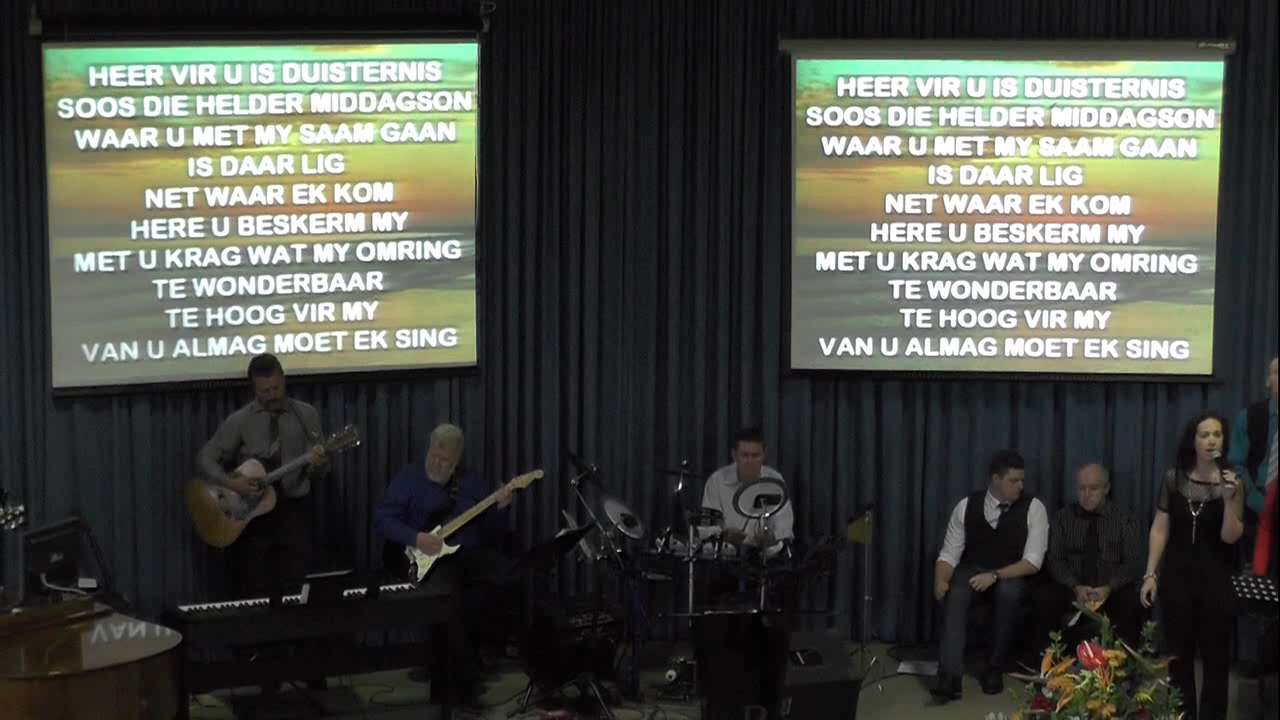 HEER VIR U IS DUISTERNIS
SOOS DIE HELDER MIDDAGSON
WAAR U MET MY SAAM GAAN
IS DAAR LIG
NET WAAR EK KOM
HERE U BESKERM MY
MET U KRAG WAT MY OMRING
TE WONDERBAAR
TE HOOG VIR MY
VAN U ALMAG MOET EK SING
HEER VIR U IS DUISTERNIS
SOOS DIE HELDER MIDDAGSON
WAAR U MET MY SAAM GAAN
IS DAAR LIG
NET WAAR EK KOM
HERE U BESKERM MY
MET U KRAG WAT MY OMRING
TE WONDERBAAR
TE HOOG VIR MY
VAN U ALMAG MOET EK SING
VAN U